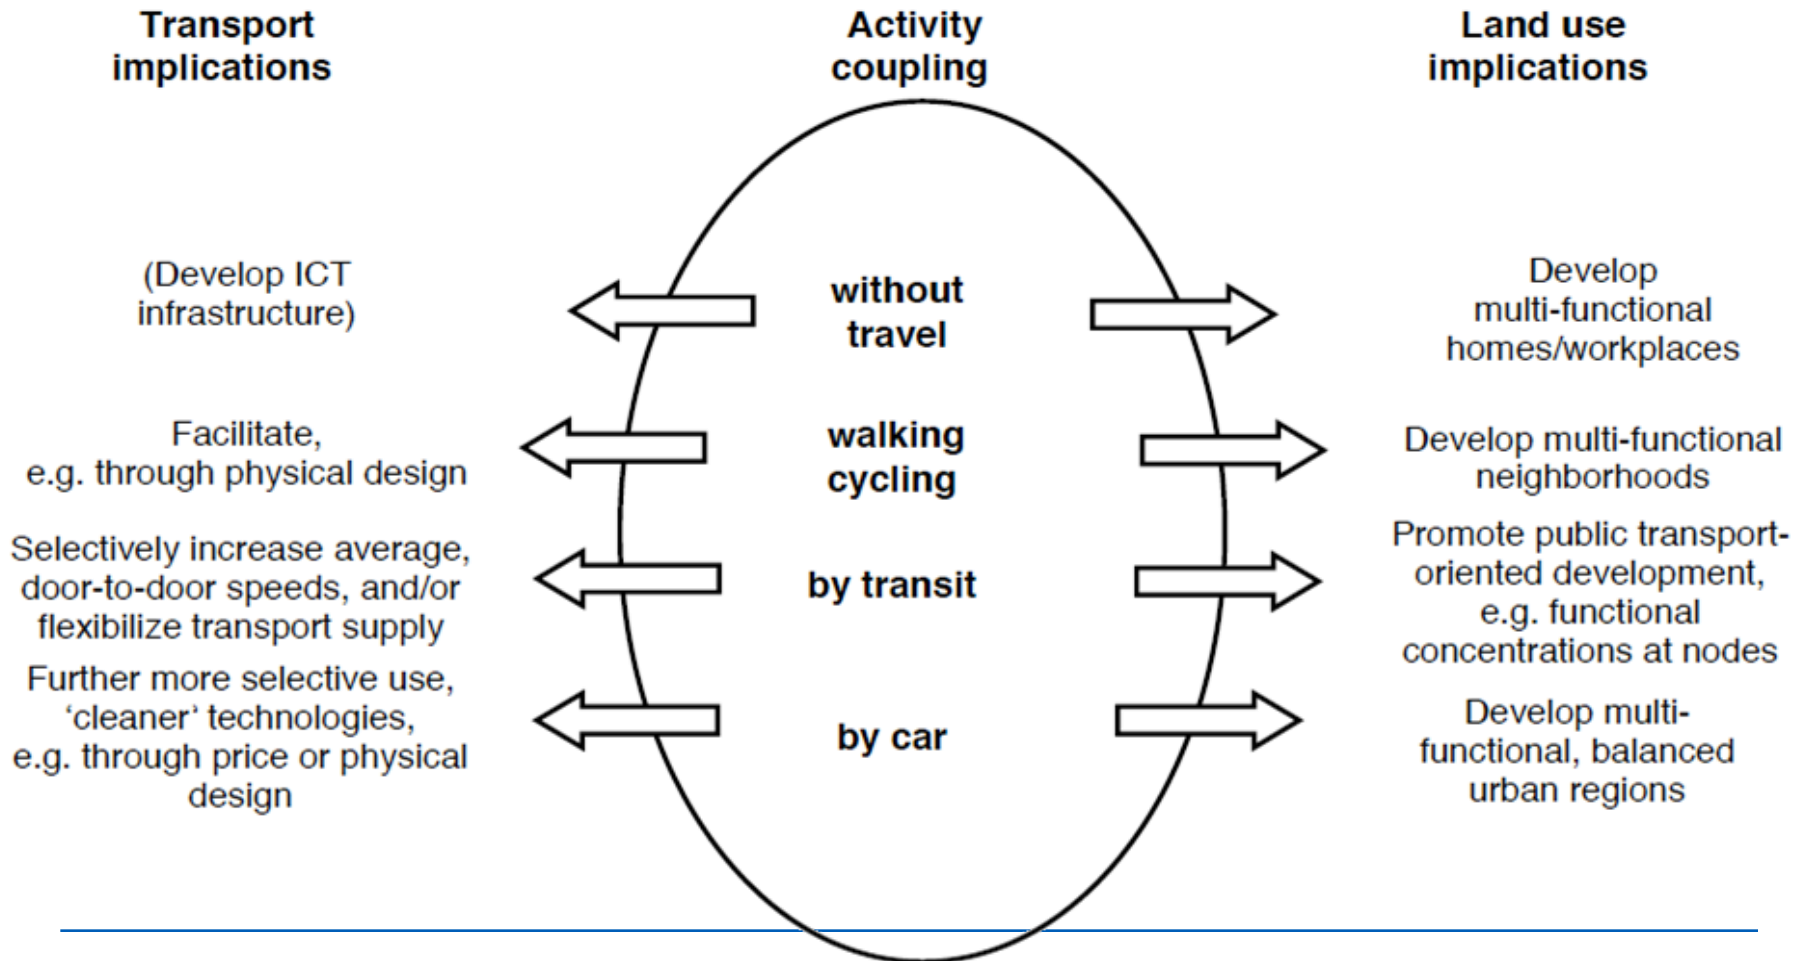 Transport
implications
Activity
coupling
Land use
implications
(Develop ICT
infrastructure)
without
travel
Develop
multi-functional
homes/workplaces
Facilitate,
e.g. through physical design
walking
cycling
Develop multi-functional
neighborhoods
Selectively increase average,
door-to-door speeds, and/or
flexibilize transport supply
by transit
Promote public transport-
oriented development,
e.g. functional
concentrations at nodes
Further more selective use,
‘cleaner’ technologies,
e.g. through price or physical
design
by car
Develop multi-
functional, balanced
urban regions